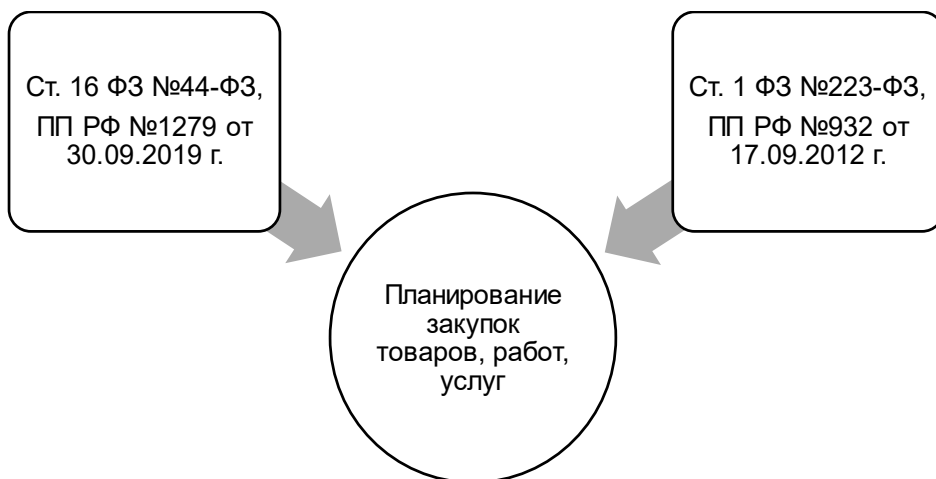 Ст. 16 ФЗ №44-ФЗ,
ПП РФ №1279 от
30.09.2019 г.
Ст. 1 ФЗ №223-ФЗ,
ПП РФ №932 от
17.09.2012 г.
Планирование
закупок
товаров, работ,
услуг